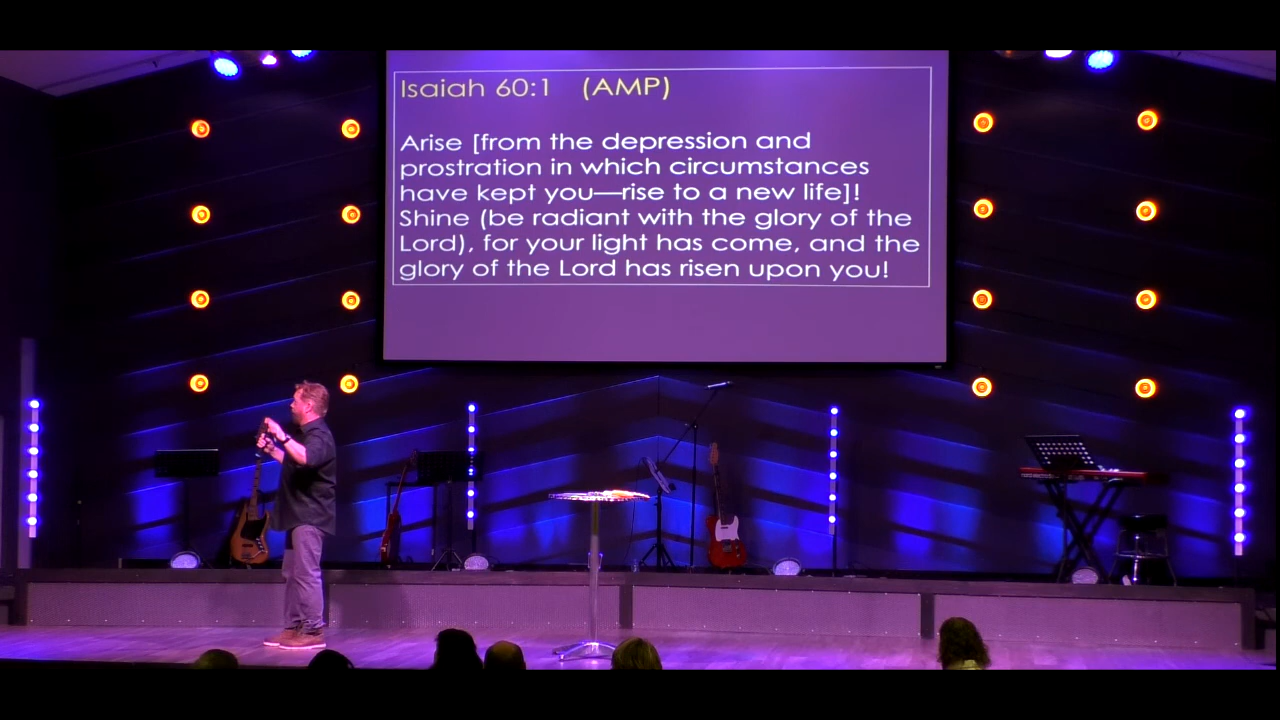 Isaiah 60:1 (AMP)
Arise [from the depression and
prostration in which circumstances
have kept you—rise to a new life]!
Shine (be radiant with the glory of the
Lord), for your light has come, and the
glory of the Lord has risen upon you!